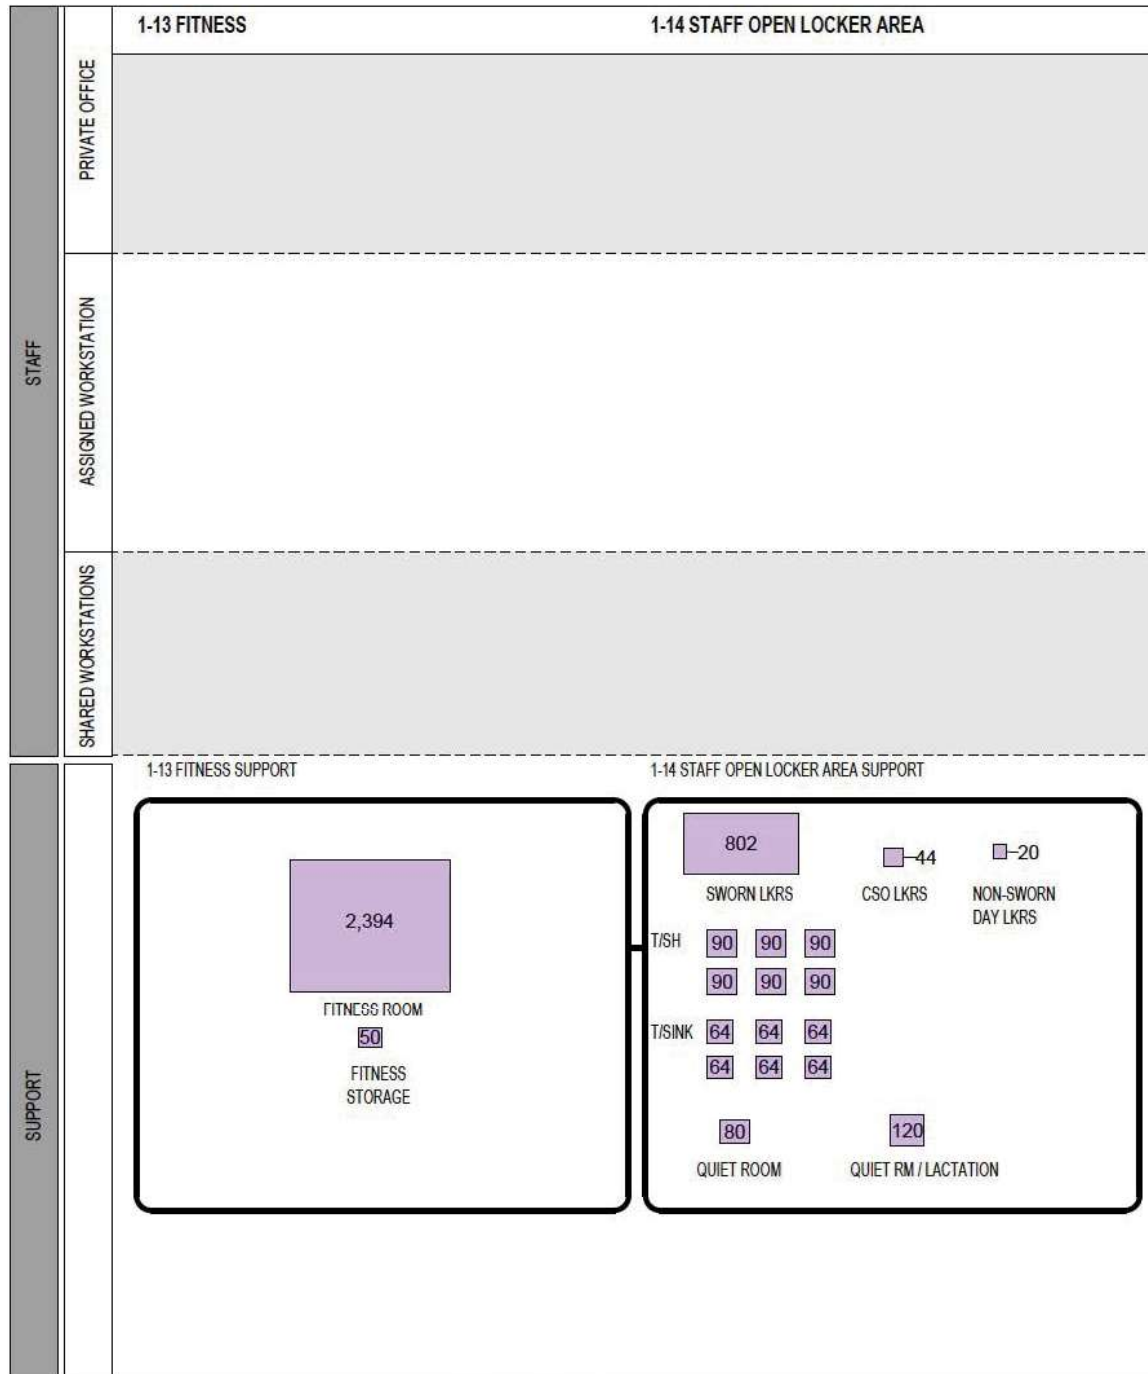 1-13 FITNESS
1-14 STAFF OPEN LOCKER AREA
STAFF
PRIVATE OFFICE
ASSIGNED WORKSTATION
SHARED WORKSTATIONS
SUPPORT
1-13 FITNESS SUPPORT
2,394
FITNESS ROOM
50
FITNESS
STORAGE
1-14 STAFF OPEN LOCKER AREA SUPPORT
802
SWORN LKRS
44
CSO LKRS
20
NON-SWORN
DAY LKRS
T/SH 90 90 90
90 90 90
T/SINK 64 64 64
64 64 64
80
QUIET ROOM
120
QUIET RM / LACTATION